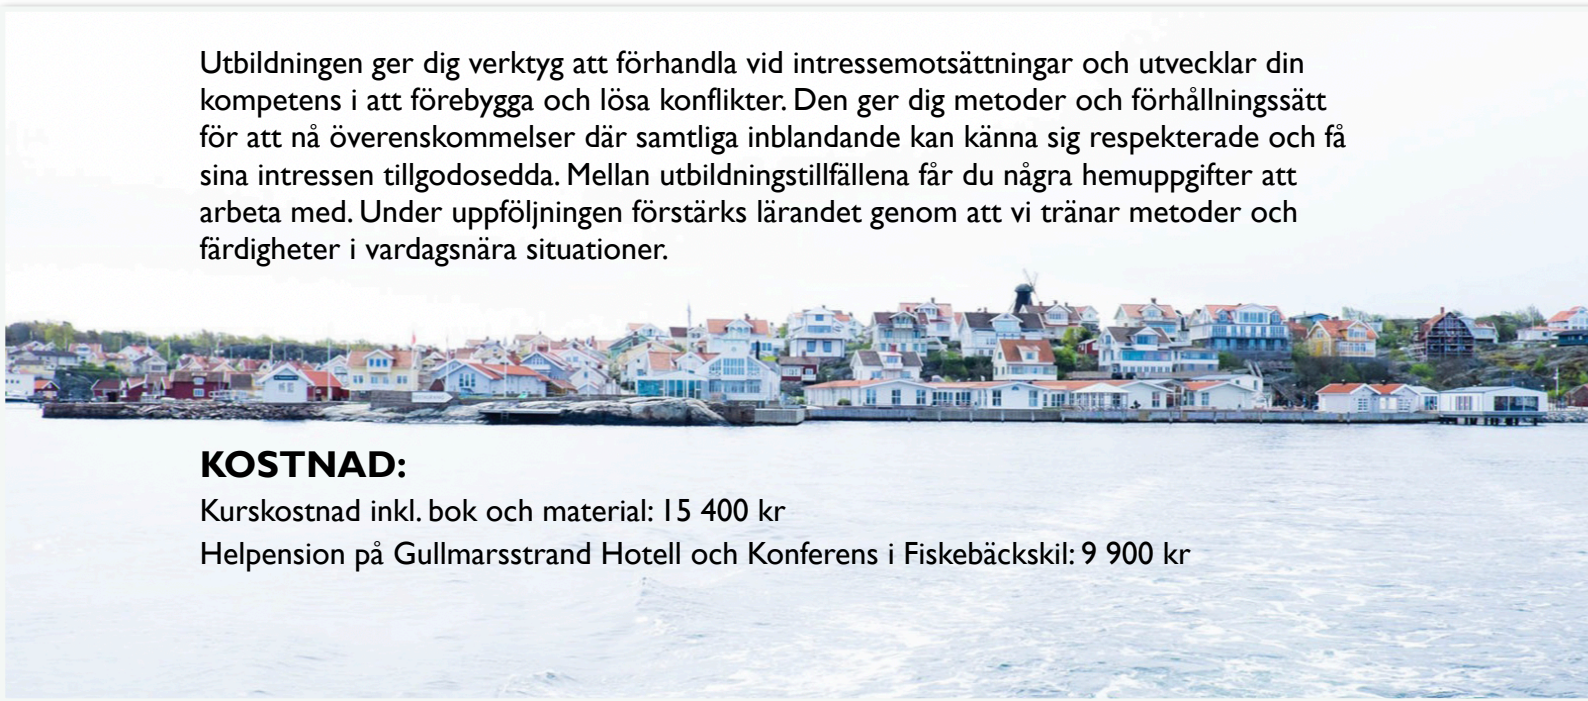 Utbildningen ger dig verktyg att förhandla vid intressemotsättningar och utvecklar din
kompetens i att förebygga och lösa konflikter. Den ger dig metoder och förhållningssätt
för att nå överenskommelser där samtliga inblandande kan känna sig respekterade och få
sina intressen tillgodosedda. Mellan utbildningstillfällena får du några hemuppgifter att
arbeta med. Under uppföljningen förstärks lärandet genom att vi tränar metoder och
färdigheter i vardagsnära situationer.
KOSTNAD:
Kurskostnad inkl. bok och material: 15 400 kr
Helpension på Gullmarsstrand Hotell och Konferens i Fiskebäckskil: 9 900 kr